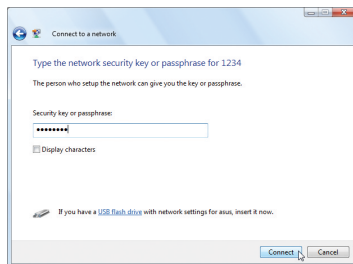 Connect to a network
Type the network security key or passphrase for 1234
The person who setup the network can give you the key or passphrase.
Security key or passphrase:
Display characters
If you have a USB flash drive with network settings for asus, insert it now.
Connect
Cancel